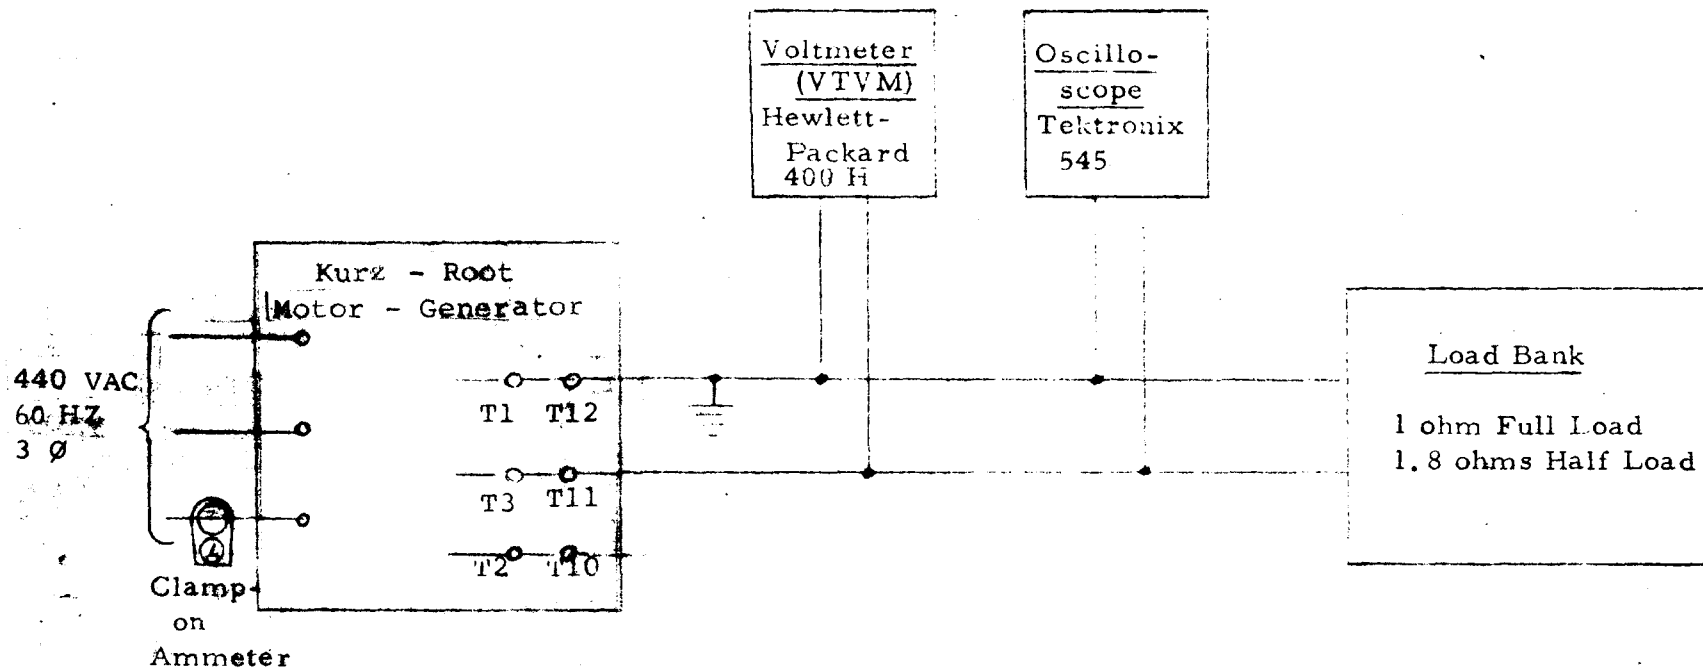 Voltmeter
(VTVM)
Hewlett-
Packard
400 H
Oscillo-
scope
Tektronix
545
Kurz - Root
Motor - Generator
440 VAC
60 HZ
3 Ø
T1 T12
T3 T11
T2 T10
Clamp-
on
Ammeter
Load Bank
1 ohm Full Load
1.8 ohms Half Load